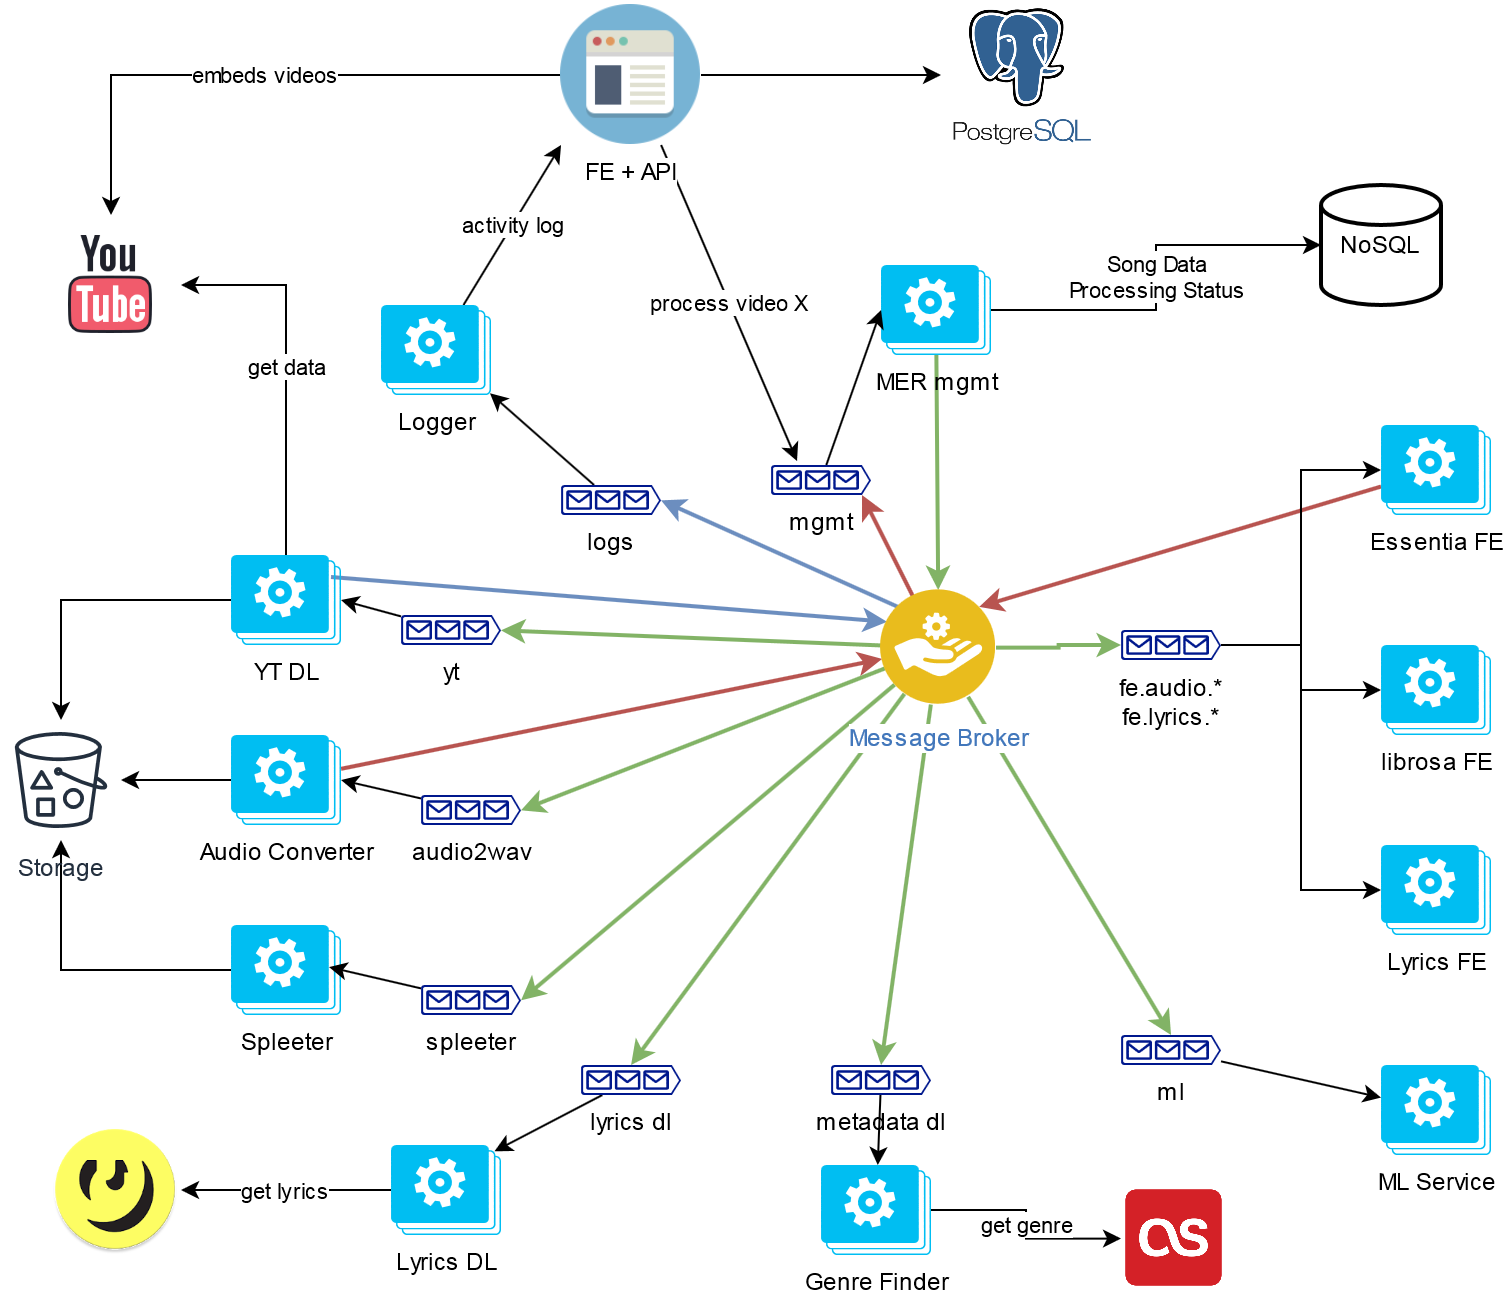 embeds videos
PostgreSQL
FE + API
activity log
You
Tube
NoSQL
Song Data
Processing Status
process video X
get data
MER mgmt
Logger
mgmt
logs
Essentia FE
YT DL
yt
fe.audio.*
fe.lyrics.*
Message Broker
librosa FE
Audio Converter
audio2wav
Storage
Lyrics FE
Spleeter
spleeter
lyrics dl
metadata dl
ml
ML Service
get lyrics
Lyrics DL
get genre
Genre Finder